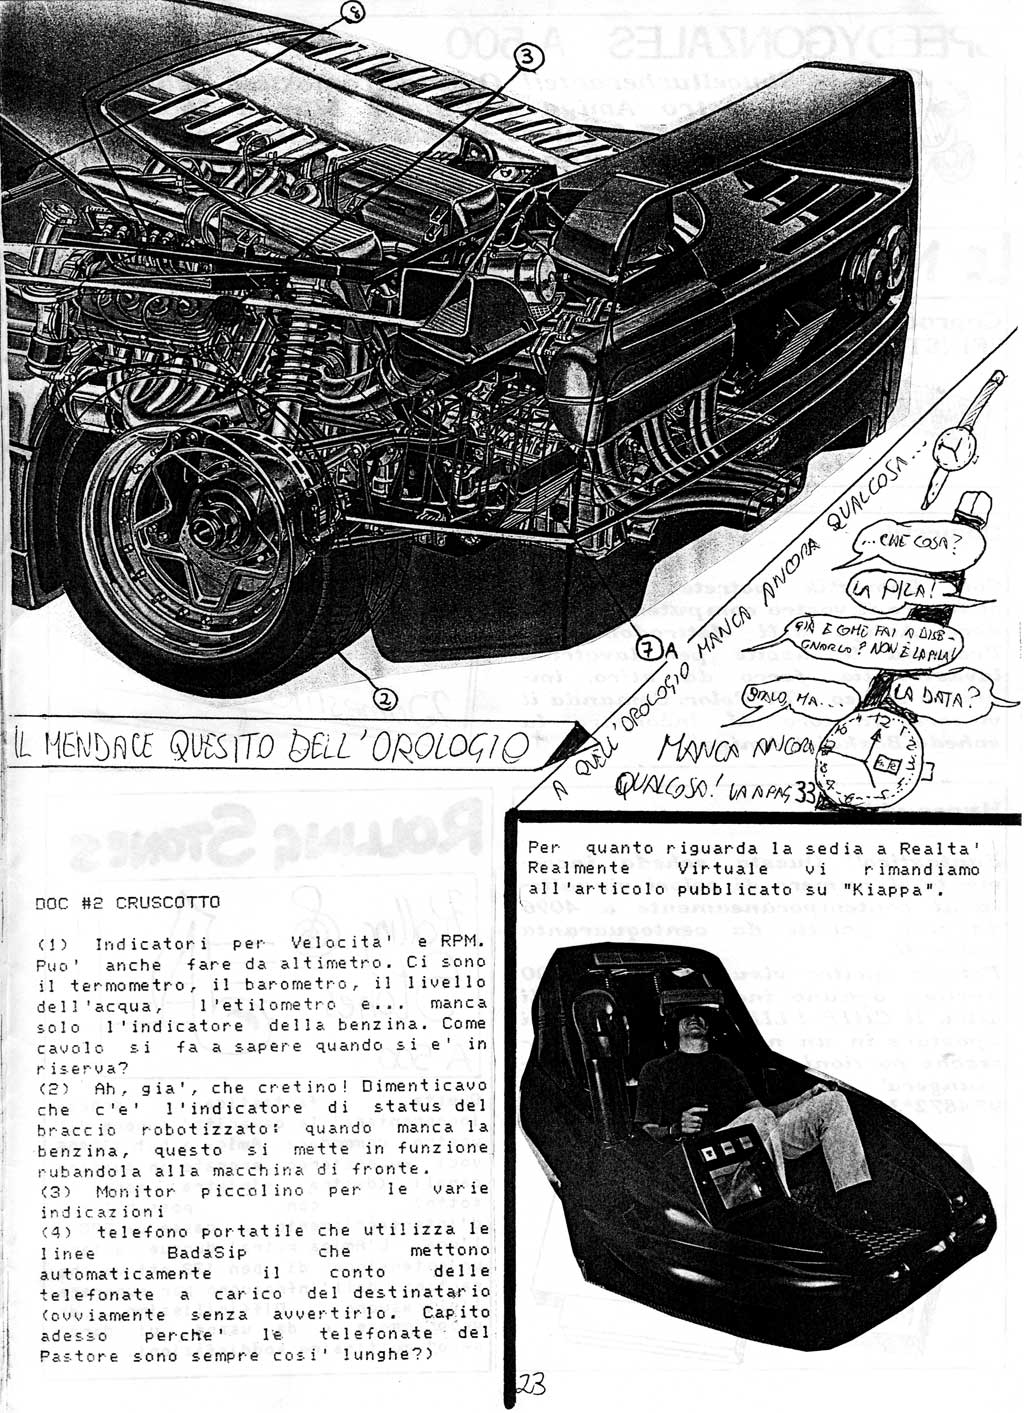 8
3
7A
2
A QUELL'OROLOGIO MANCA ANCORA QUALCOSA...
...CHE COSA?
LA PILA!
GIÀ E COME FAI A DISE-
GNARLO? NON È LA PILA!
MA...
LA DATA?
MANCA ANCORA
QUALCOSA! VA A PAG 33
12
IL MENDACE QUESITO DELL'OROLOGIO
DOC #2 CRUSCOTTO
(1) Indicatori per Velocita' e RPM.
Puo' anche fare da altimetro. Ci sono
il termometro, il barometro, il livello
dell'acqua, l'etilometro e... manca
solo l'indicatore della benzina. Come
cavolo si fa a sapere quando si e' in
riserva?
(2) Ah, gia', che cretino! Dimenticavo
che c'e' l'indicatore di status del
braccio robotizzato: quando manca la
benzina, questo si mette in funzione
rubandola alla macchina di fronte.
(3) Monitor piccolino per le varie
indicazioni
(4) telefono portatile che utilizza le
linee BadaSip che mettono
automaticamente il conto delle
telefonate a carico del destinatario
(ovviamente senza avvertirlo. Capito
adesso perche' le telefonate del
Pastore sono sempre cosi' lunghe?)
Per quanto riguarda la sedia a Realta'
Realmente Virtuale vi rimandiamo
all'articolo pubblicato su "Kiappa".
23